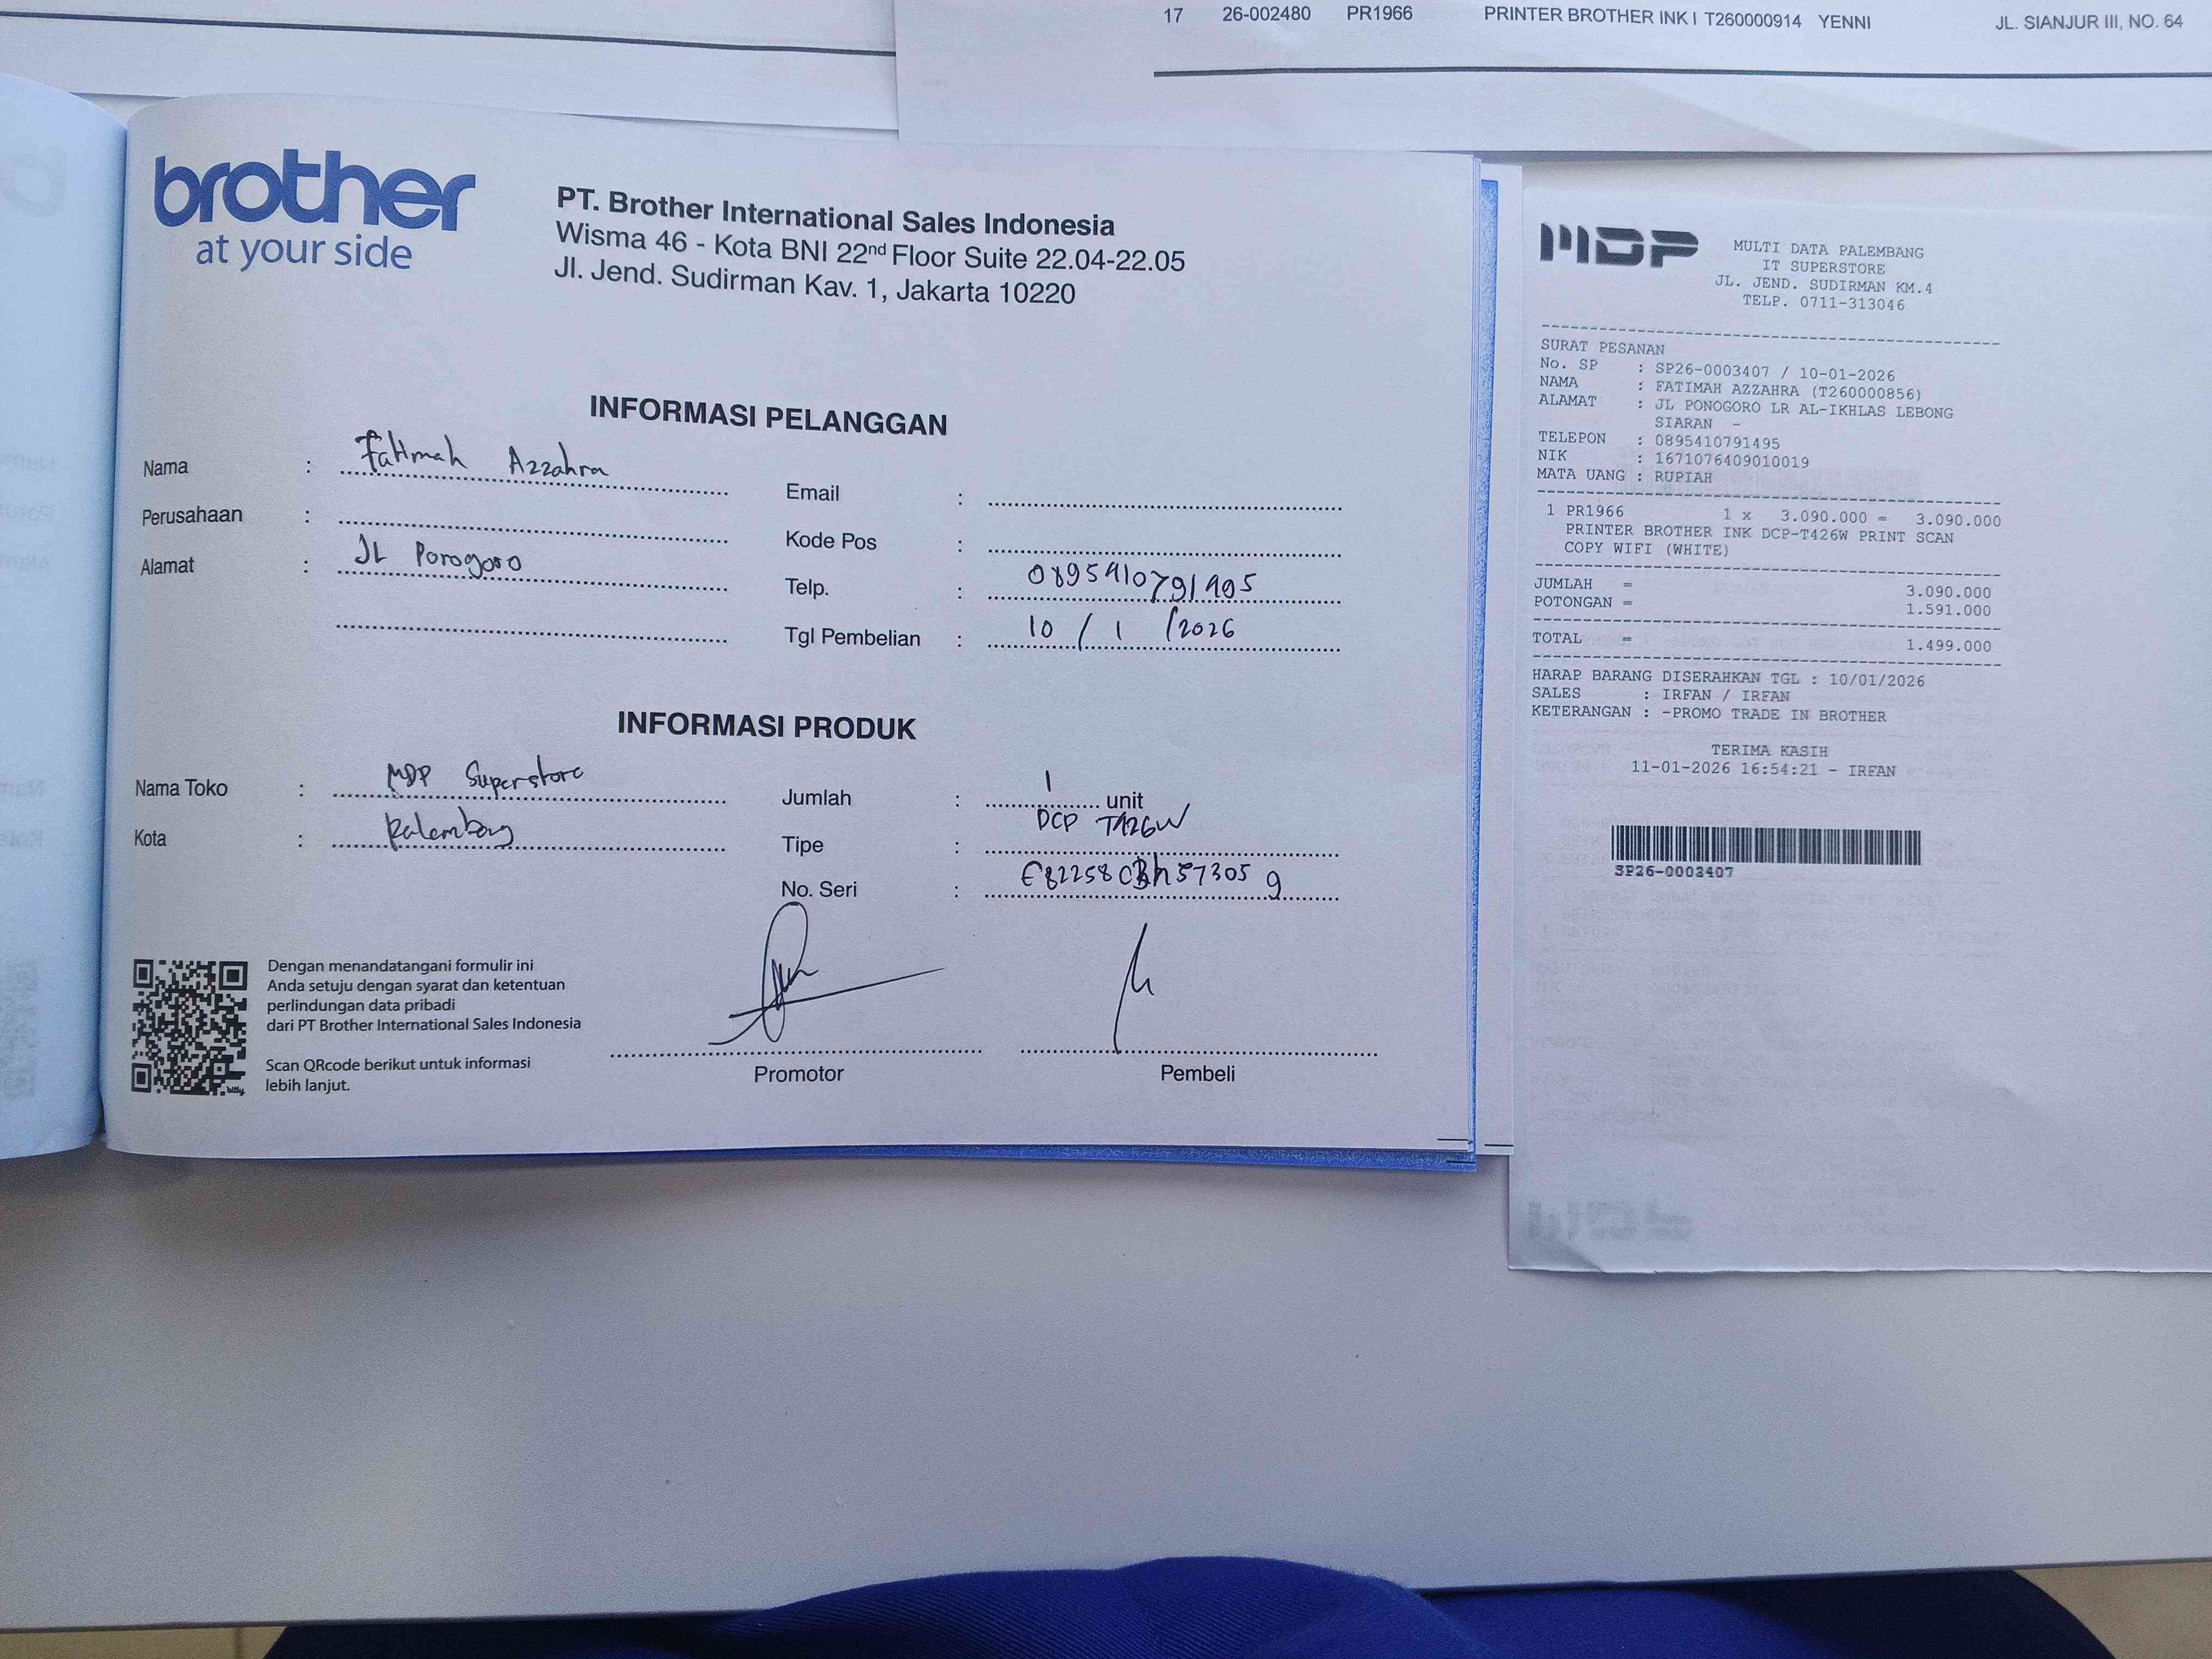 17 26-002480 PR1966 PRINTER BROTHER INK I T260000914 YENNI JL. SIANJUR III, NO. 64
brother
at your side
PT. Brother International Sales Indonesia
Wisma 46 - Kota BNI 22nd Floor Suite 22.04-22.05
Jl. Jend. Sudirman Kav. 1, Jakarta 10220
INFORMASI PELANGGAN
Nama : Fatimah Azzahra
Perusahaan :
Alamat : JL Ponogoro
Email :
Kode Pos :
Telp. : 0895410791495
Tgl Pembelian : 10 / 1 / 2026
INFORMASI PRODUK
Nama Toko : MDP Superstore
Kota : Palembang
Jumlah : 1 unit
Tipe : DCP T426W
No. Seri :
Dengan menandatangani formulir ini
Anda setuju dengan syarat dan ketentuan
perlindungan data pribadi
dari PT Brother International Sales Indonesia
Scan QRcode berikut untuk informasi
lebih lanjut.
bitly
Promotor
Pembeli
MDP
MULTI DATA PALEMBANG
IT SUPERSTORE
JL. JEND. SUDIRMAN KM.4
TELP. 0711-313046
SURAT PESANAN
No. SP : SP26-0003407 / 10-01-2026
NAMA : FATIMAH AZZAHRA (T260000856)
ALAMAT : JL PONOGORO LR AL-IKHLAS LEBONG
SIARAN -
TELEPON : 0895410791495
NIK : 1671076409010019
MATA UANG : RUPIAH
1 PR1966 1 x 3.090.000 = 3.090.000
PRINTER BROTHER INK DCP-T426W PRINT SCAN
COPY WIFI (WHITE)
JUMLAH = 3.090.000
POTONGAN = 1.591.000
TOTAL = 1.499.000
HARAP BARANG DISERAHKAN TGL : 10/01/2026
SALES : IRFAN / IRFAN
KETERANGAN : -PROMO TRADE IN BROTHER
TERIMA KASIH
11-01-2026 16:54:21 - IRFAN
SP26-0003407